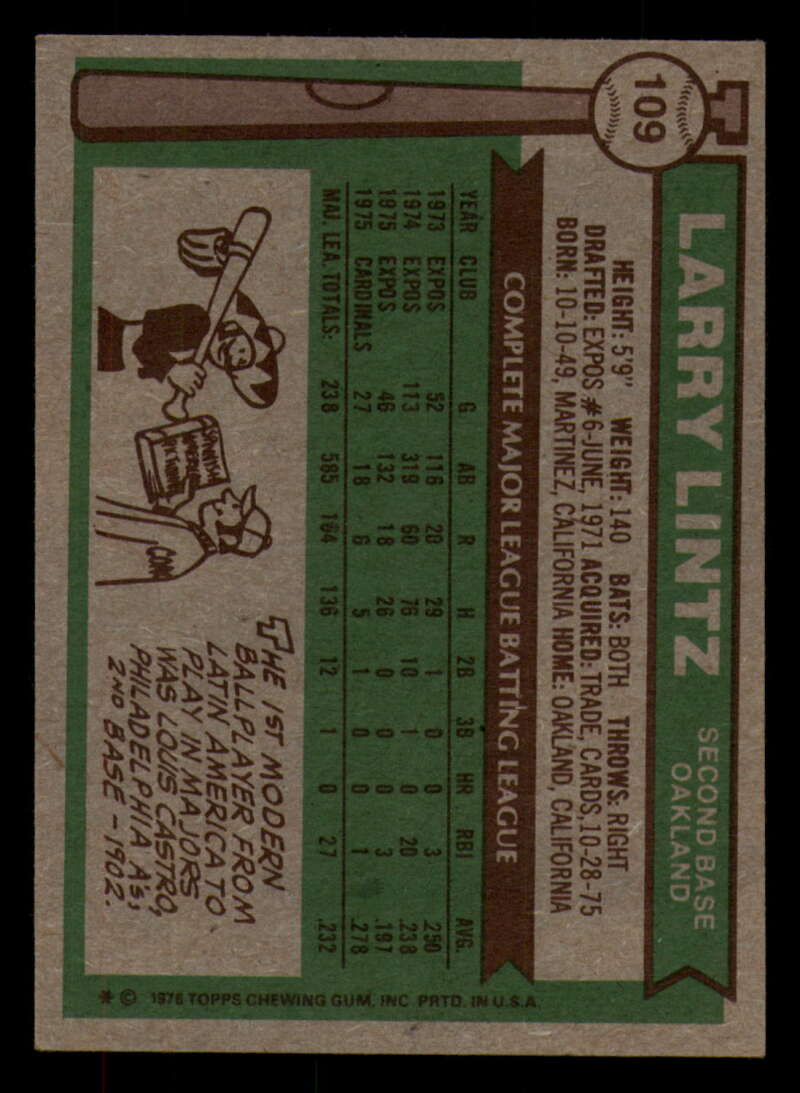 109
LARRY LINTZ
SECOND BASE
OAKLAND
HEIGHT: 5'9" WEIGHT: 140 BATS: BOTH THROWS: RIGHT
DRAFTED: EXPOS #6-JUNE, 1971 ACQUIRED: TRADE, CARDS, 10-28-75
BORN: 10-10-49, MARTINEZ, CALIFORNIA HOME: OAKLAND, CALIFORNIA
COMPLETE MAJOR LEAGUE BATTING LEAGUE
YEAR CLUB G AB R H 2B 3B HR RBI AVG.
1973 EXPOS 52 116 20 29 1 0 0 3 .250
1974 EXPOS 113 319 60 76 10 1 0 20 .238
1975 EXPOS 46 132 18 26 0 0 0 3 .197
1975 CARDINALS 27 18 6 5 1 0 0 1 .278
MAJ. LEA. TOTALS: 238 585 104 136 12 1 0 27 .232
SPANISH
THE 1ST MODERN
BALLPLAYER FROM
LATIN AMERICA TO
PLAY IN MAJORS
WAS LOUIS CASTRO,
PHILADELPHIA A's,
2ND BASE - 1902.
* © 1976 TOPPS CHEWING GUM, INC. PRTD. IN U.S.A.